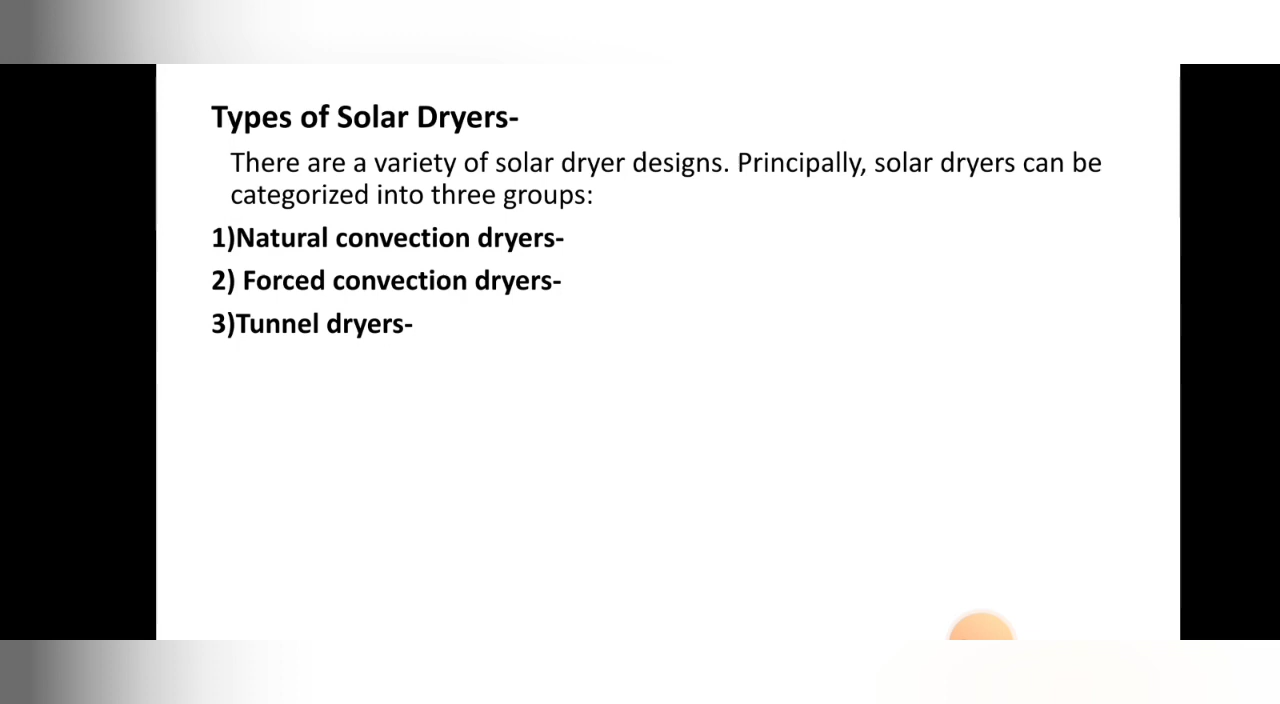 Types of Solar Dryers-
There are a variety of solar dryer designs. Principally, solar dryers can be
categorized into three groups:
1)Natural convection dryers-
2) Forced convection dryers-
3)Tunnel dryers-